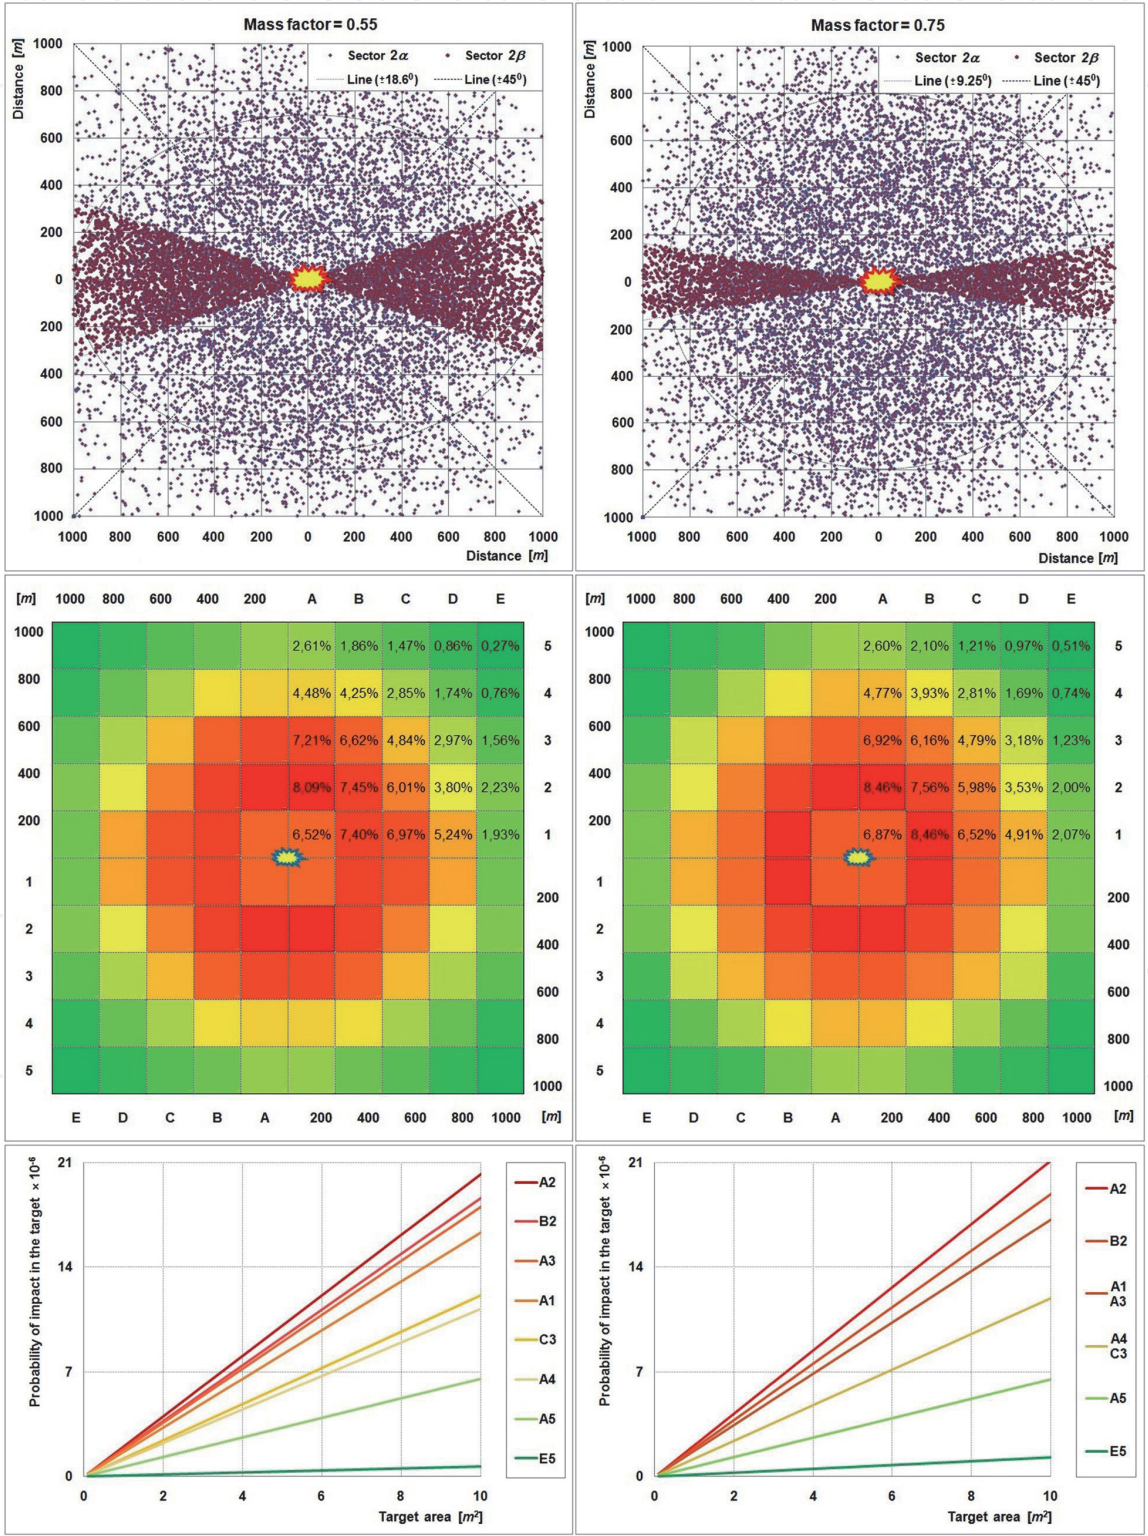 Mass factor = 0.55
Distance [m]
Sector 2α Sector 2β
Line (±18.6⁰) Line (±45⁰)
1000
800
600
400
200
0
200
400
600
800
1000
1000 800 600 400 200 0 200 400 600 800 1000
Distance [m]
Mass factor = 0.75
Distance [m]
Sector 2α Sector 2β
Line (±9.25⁰) Line (±45⁰)
1000
800
600
400
200
0
200
400
600
800
1000
1000 800 600 400 200 0 200 400 600 800 1000
Distance [m]
[m] 1000 800 600 400 200 A B C D E
1000 2,61% 1,86% 1,47% 0,86% 0,27% 5
800 4,48% 4,25% 2,85% 1,74% 0,76% 4
600 7,21% 6,62% 4,84% 2,97% 1,56% 3
400 8,09% 7,45% 6,01% 3,80% 2,23% 2
200 6,52% 7,40% 6,97% 5,24% 1,93% 1
1 200
2 400
3 600
4 800
5 1000
E D C B A 200 400 600 800 1000 [m]
[m] 1000 800 600 400 200 A B C D E
1000 2,60% 2,10% 1,21% 0,97% 0,51% 5
800 4,77% 3,93% 2,81% 1,69% 0,74% 4
600 6,92% 6,16% 4,79% 3,18% 1,23% 3
400 8,46% 7,56% 5,98% 3,53% 2,00% 2
200 6,87% 8,46% 6,52% 4,91% 2,07% 1
1 200
2 400
3 600
4 800
5 1000
E D C B A 200 400 600 800 1000 [m]
Probability of impact in the target × 10⁻⁶
21
14
7
0
0 2 4 6 8 10
Target area [m²]
A2
B2
A3
A1
C3
A4
A5
E5
Probability of impact in the target × 10⁻⁶
21
14
7
0
0 2 4 6 8 10
Target area [m²]
A2
B2
A1
A3
A4
C3
A5
E5